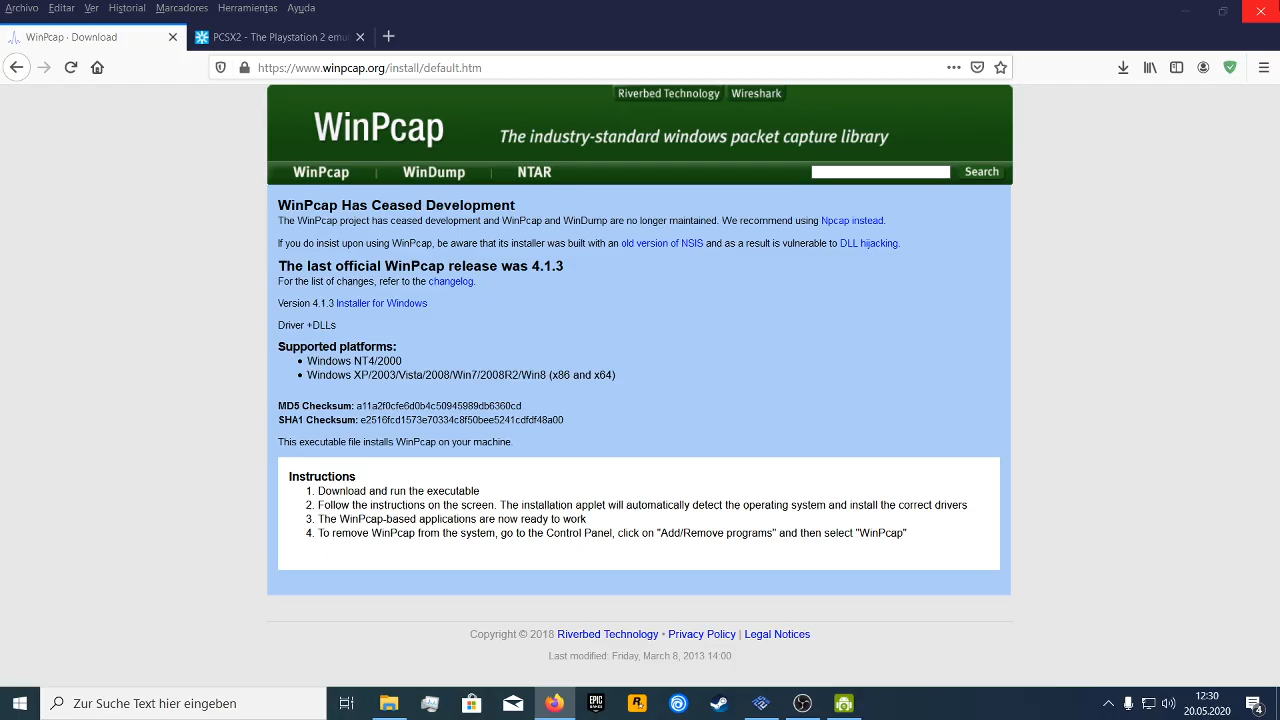 Archivo Editar Ver Historial Marcadores Herramientas Ayuda
WinPcap · Download
PCSX2 - The Playstation 2 emul
https://www.winpcap.org/install/default.htm
Riverbed Technology Wireshark
WinPcap The industry-standard windows packet capture library
WinPcap | WinDump | NTAR Search
WinPcap Has Ceased Development
The WinPcap project has ceased development and WinPcap and WinDump are no longer maintained. We recommend using Npcap instead.
If you do insist upon using WinPcap, be aware that its installer was built with an old version of NSIS and as a result is vulnerable to DLL hijacking.
The last official WinPcap release was 4.1.3
For the list of changes, refer to the changelog.
Version 4.1.3 Installer for Windows
Driver +DLLs
Supported platforms:
• Windows NT4/2000
• Windows XP/2003/Vista/2008/Win7/2008R2/Win8 (x86 and x64)
MD5 Checksum: a11a2f0cfe6d0b4c50945989db6360cd
SHA1 Checksum: e2516fcd1573e70334c8f50bee5241cdfdf48a00
This executable file installs WinPcap on your machine.
Instructions
1. Download and run the executable
2. Follow the instructions on the screen. The installation applet will automatically detect the operating system and install the correct drivers
3. The WinPcap-based applications are now ready to work
4. To remove WinPcap from the system, go to the Control Panel, click on "Add/Remove programs" and then select "WinPcap"
Copyright © 2018 Riverbed Technology • Privacy Policy | Legal Notices
Last modified: Friday, March 8, 2013 14:00
Zur Suche Text hier eingeben
EPIC GAMES
R
12:30
20.05.2020
4